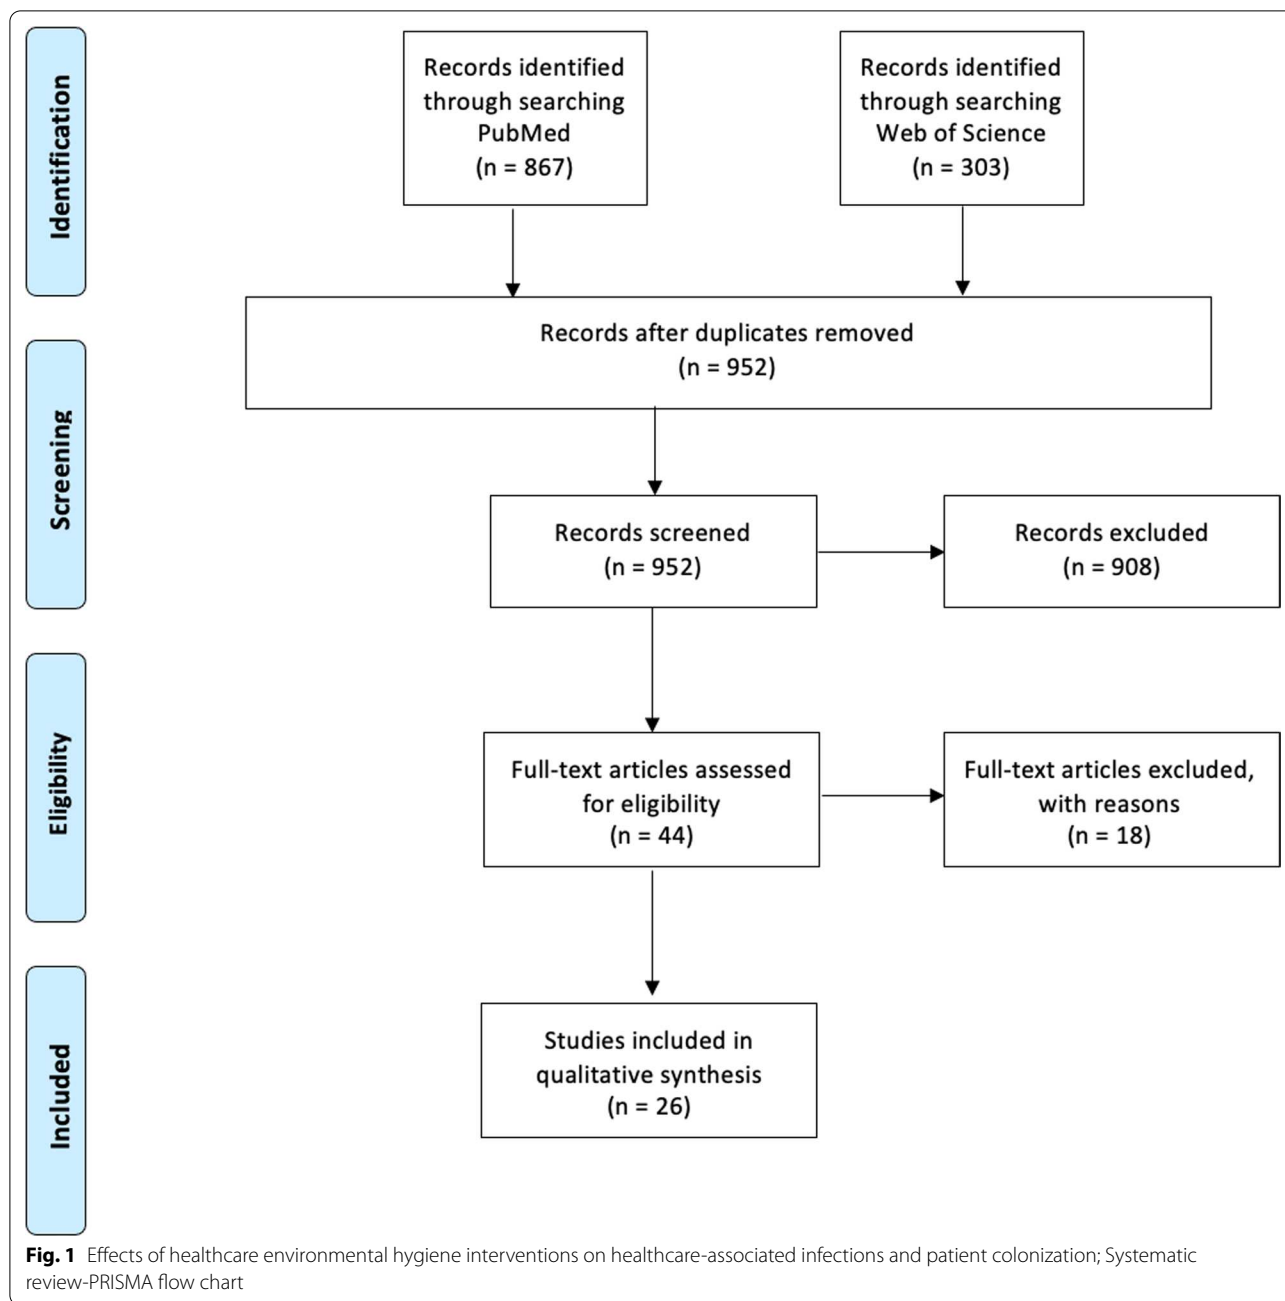 Identification
Records identified
through searching
PubMed
(n = 867)
Records identified
through searching
Web of Science
(n = 303)
Records after duplicates removed
(n = 952)
Screening
Records screened
(n = 952)
Records excluded
(n = 908)
Eligibility
Full-text articles assessed
for eligibility
(n = 44)
Full-text articles excluded,
with reasons
(n = 18)
Included
Studies included in
qualitative synthesis
(n = 26)
Fig. 1 Effects of healthcare environmental hygiene interventions on healthcare-associated infections and patient colonization; Systematic
review-PRISMA flow chart